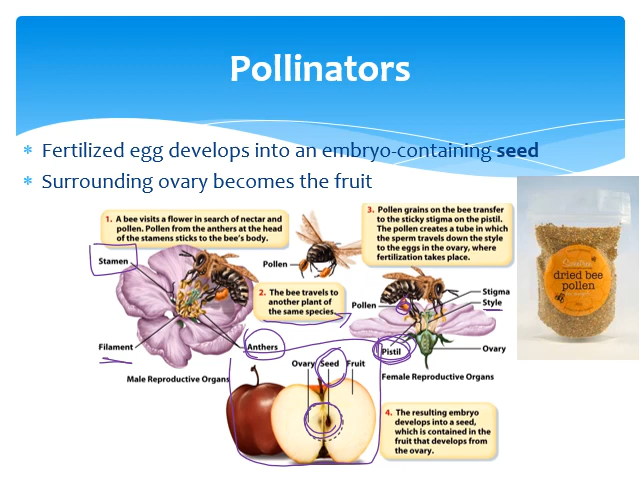 Pollinators
Fertilized egg develops into an embryo-containing seed
Surrounding ovary becomes the fruit
1. A bee visits a flower in search of nectar and
pollen. Pollen from the anthers at the head
of the stamens sticks to the bee's body.
3. Pollen grains on the bee transfer
to the sticky stigma on the pistil.
The pollen creates a tube in which
the sperm travels down the style
to the eggs in the ovary, where
fertilization takes place.
Stamen
Pollen
2. The bee travels to
another plant of
the same species.
Pollen
Stigma
Style
dried bee
pollen
Filament
Anthers
Pistil
Ovary
Male Reproductive Organs
Ovary Seed Fruit
Female Reproductive Organs
4. The resulting embryo
develops into a seed,
which is contained in the
fruit that develops from
the ovary.